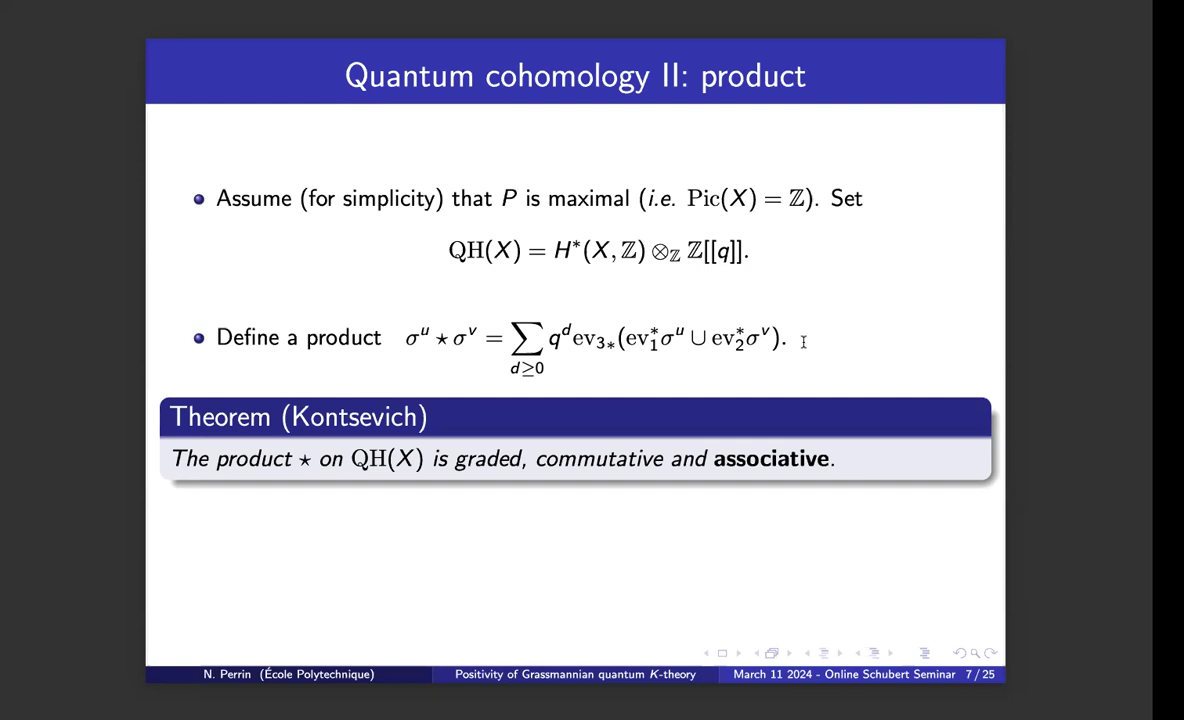 Quantum cohomology II: product
Assume (for simplicity) that P is maximal (i.e. Pic(X) = ℤ). Set
QH(X) = H*(X, ℤ) ⊗_ℤ ℤ[[q]].
Define a product σ^u ⋆ σ^v = ∑_{d≥0} q^d ev_{3*}(ev_1^*σ^u ∪ ev_2^*σ^v).
Theorem (Kontsevich)
The product ⋆ on QH(X) is graded, commutative and associative.
N. Perrin (École Polytechnique) Positivity of Grassmannian quantum K-theory March 11 2024 - Online Schubert Seminar 7 / 25